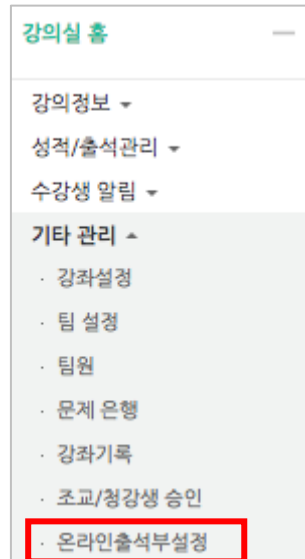 강의실 홈
강의정보
성적/출석관리
수강생 알림
기타 관리
· 강좌설정
· 팀 설정
· 팀원
· 문제 은행
· 강좌기록
· 조교/청강생 승인
· 온라인출석부설정